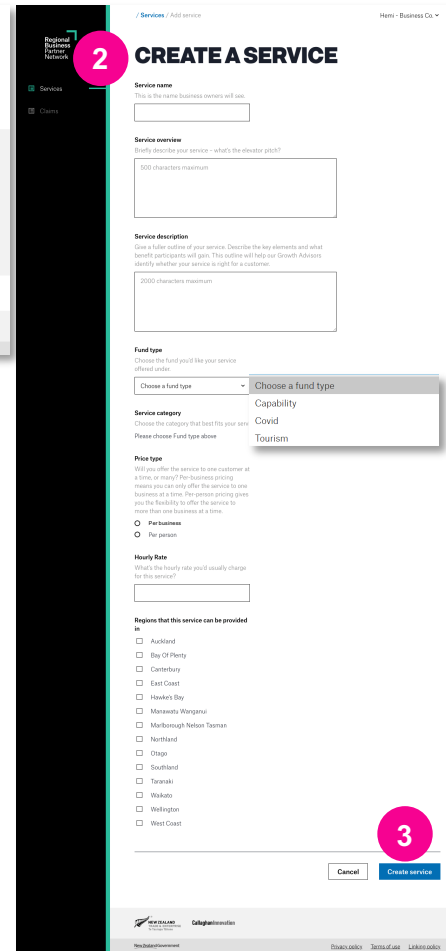 / Services / Add service
Hemi - Business Co.
Regional
Business
Partner
Network
2
CREATE A SERVICE
Services
Claims
Service name
This is the name business owners will see.
Service overview
Briefly describe your service – what's the elevator pitch?
500 characters maximum
Service description
Give a fuller outline of your service. Describe the key elements and what
benefit participants will gain. This outline will help our Growth Advisors
identify whether your service is right for a customer.
2000 characters maximum
Fund type
Choose the fund you'd like your service
offered under.
Choose a fund type
Choose a fund type
Capability
Covid
Tourism
Service category
Choose the category that best fits your serv
Please choose Fund type above
Price type
Will you offer the service to one customer at
a time, or many? Per-business pricing
means you can only offer the service to one
business at a time. Per-person pricing gives
you the flexibility to offer the service to
more than one business at a time.
Per business
Per person
Hourly Rate
What's the hourly rate you'd usually charge
for this service?
Regions that this service can be provided
in
Auckland
Bay Of Plenty
Canterbury
East Coast
Hawke's Bay
Manawatu Wanganui
Marlborough Nelson Tasman
Northland
Otago
Southland
Taranaki
Waikato
Wellington
West Coast
3
Cancel
Create service
NEW ZEALAND
TRADE & ENTERPRISE
CallaghanInnovation
New Zealand Government
Privacy policy
Terms of use
Linking policy